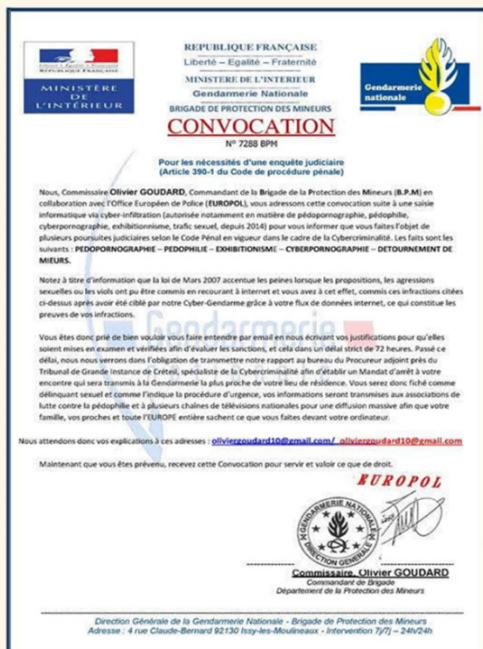 RÉPUBLIQUE FRANÇAISE
MINISTÈRE
DE
L'INTÉRIEUR
REPUBLIQUE FRANÇAISE
Liberté – Egalité – Fraternité
MINISTERE DE L'INTERIEUR
Gendarmerie Nationale
BRIGADE DE PROTECTION DES MINEURS
Gendarmerie
nationale
CONVOCATION
N° 7288 BPM
Pour les nécessités d'une enquête judiciaire
(Article 390-1 du Code de procédure pénale)
Nous, Commissaire Olivier GOUDARD, Commandant de la Brigade de la Protection des Mineurs (B.P.M) en
collaboration avec l'Office Européen de Police (EUROPOL), vous adressons cette convocation suite à une saisie
informatique via cyber-infiltration (autorisée notamment en matière de pédopornographie, pédophilie,
cyberpornographie, exhibitionnisme, trafic sexuel, depuis 2014) pour vous informer que vous faites l'objet de
plusieurs poursuites judiciaires selon le Code Pénal en vigueur dans le cadre de la Cybercriminalité. Les faits sont les
suivants : PEDOPORNOGRAPHIE – PEDOPHILIE – EXHIBITIONISME – CYBERPORNOGRAPHIE – DETOURNEMENT DE
MIEURS.
Notez à titre d'information que la loi de Mars 2007 accentue les peines lorsque les propositions, les agressions
sexuelles ou les viols ont pu être commis en recourant à internet et vous avez à cet effet, commis ces infractions citées
ci-dessus après avoir été ciblé par notre Cyber-Gendarme grâce à votre flux de données internet, ce qui constitue les
preuves de vos infractions.
Gendarmerie
Vous êtes donc prié de bien vouloir vous faire entendre par email en nous écrivant vos justifications pour qu'elles
soient mises en examen et vérifiées afin d'évaluer les sanctions, et cela dans un délai strict de 72 heures. Passé ce
délai, nous nous verrons dans l'obligation de transmettre notre rapport au bureau du Procureur adjoint près du
Tribunal de Grande Instance de Créteil, spécialiste de la Cybercriminalité afin d'établir un Mandat d'arrêt à votre
encontre qui sera transmis à la Gendarmerie la plus proche de votre lieu de résidence. Vous serez donc fiché comme
délinquant sexuel et comme l'indique la procédure d'urgence, vos informations seront transmises aux associations de
lutte contre la pédophilie et à plusieurs chaînes de télévisions nationales pour une diffusion massive afin que votre
famille, vos proches et toute l'EUROPE entière sachent ce que vous faites devant votre ordinateur.
Nous attendons donc vos explications à ces adresses : oliviergoudard10@gmail.com/ oliviergoudard10@gmail.com
Maintenant que vous êtes prévenu, recevez cette Convocation pour servir et valoir ce que de droit.
EUROPOL
GENDARMERIE NATIONALE
DIRECTION GENERALE
Commissaire, Olivier GOUDARD
Commandant de Brigade
Département de la Protection des Mineurs
Direction Générale de la Gendarmerie Nationale - Brigade de Protection des Mineurs
Adresse : 4 rue Claude-Bernard 92130 Issy-les-Moulineaux - Intervention 7j/7j – 24h/24h